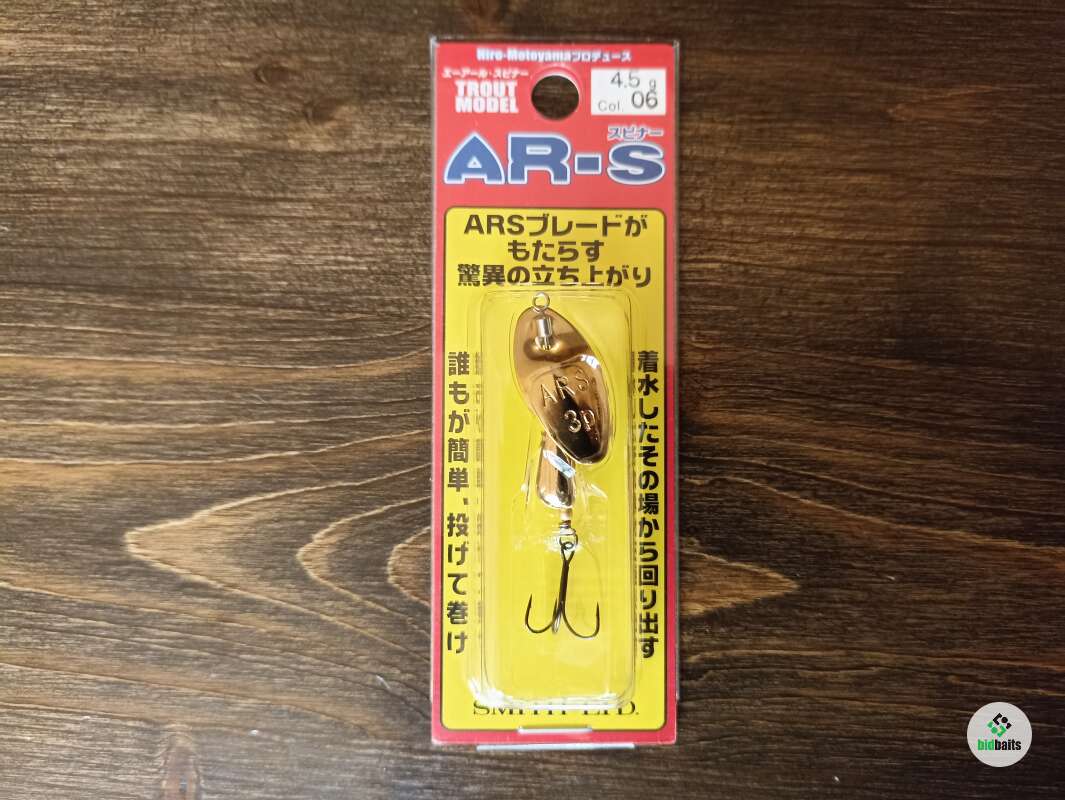 Hiro-Motoyamaプロデュース
エーアール・スピナー
TROUT
MODEL
4.5 g
Col. 06
スピナー
AR-S
ARSブレードが
もたらす
驚異の立ち上がり
着水したその場から回り出す
誰もが簡単、投げて巻け
ARS
3P
SMITH LTD.
bidbaits